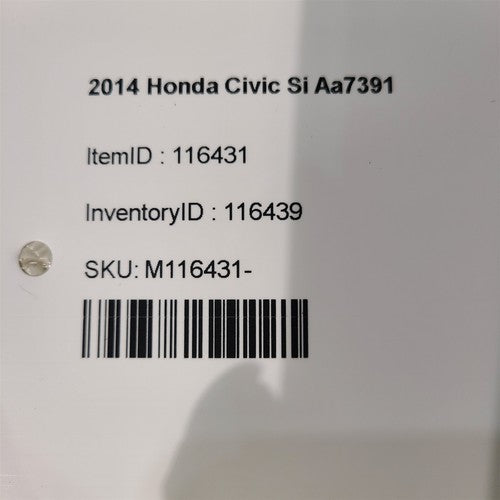 2014 Honda Civic Si Aa7391
ItemID : 116431
InventoryID : 116439
SKU: M116431-